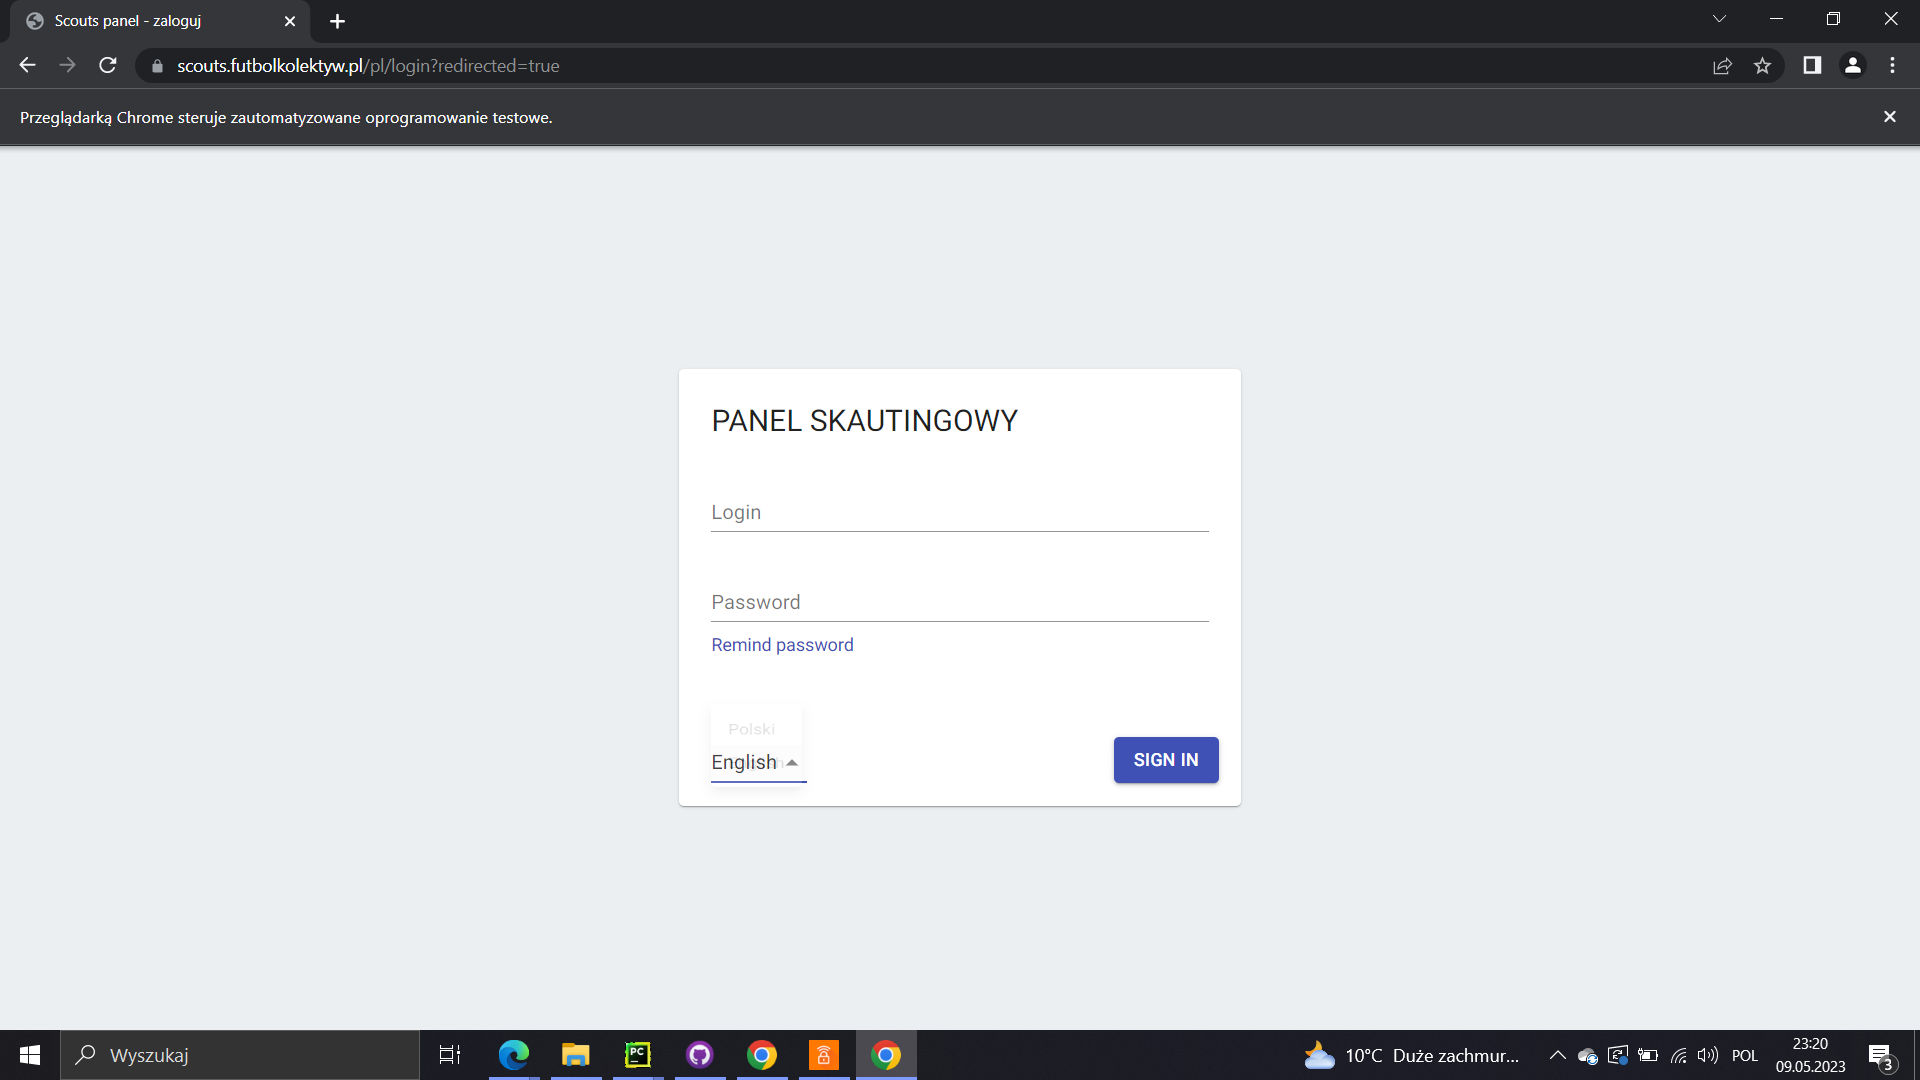 Scouts panel - zaloguj
scouts.futbolkolektyw.pl/pl/login?redirected=true
Przeglądarką Chrome steruje zautomatyzowane oprogramowanie testowe.
PANEL SKAUTINGOWY
Login
Password
Remind password
Polski
English
SIGN IN
Wyszukaj
PC
10°C Duże zachmur...
POL
23:20
09.05.2023
3